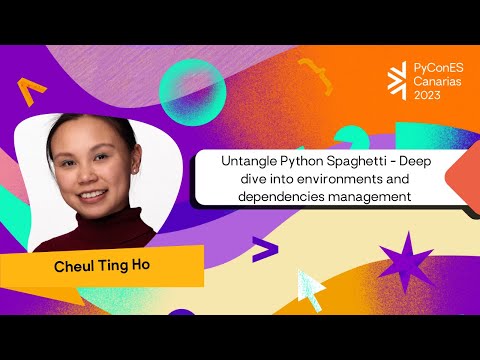 PyConES
Canarias
2023
Untangle Python Spaghetti - Deep
dive into environments and
dependencies management
Cheul Ting Ho